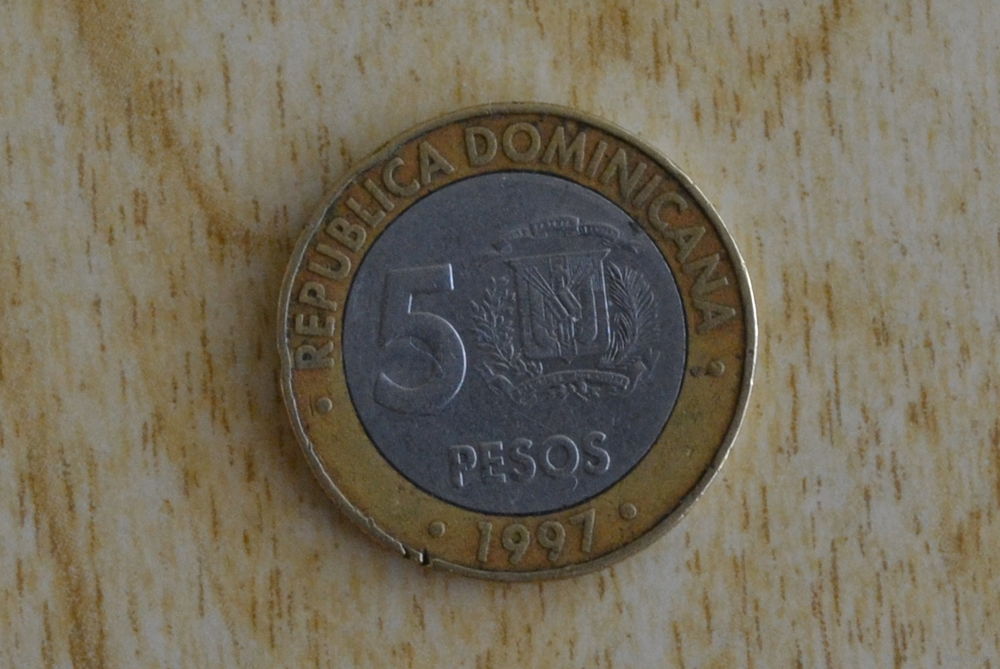 REPUBLICA DOMINICANA
5
PESOS
1997